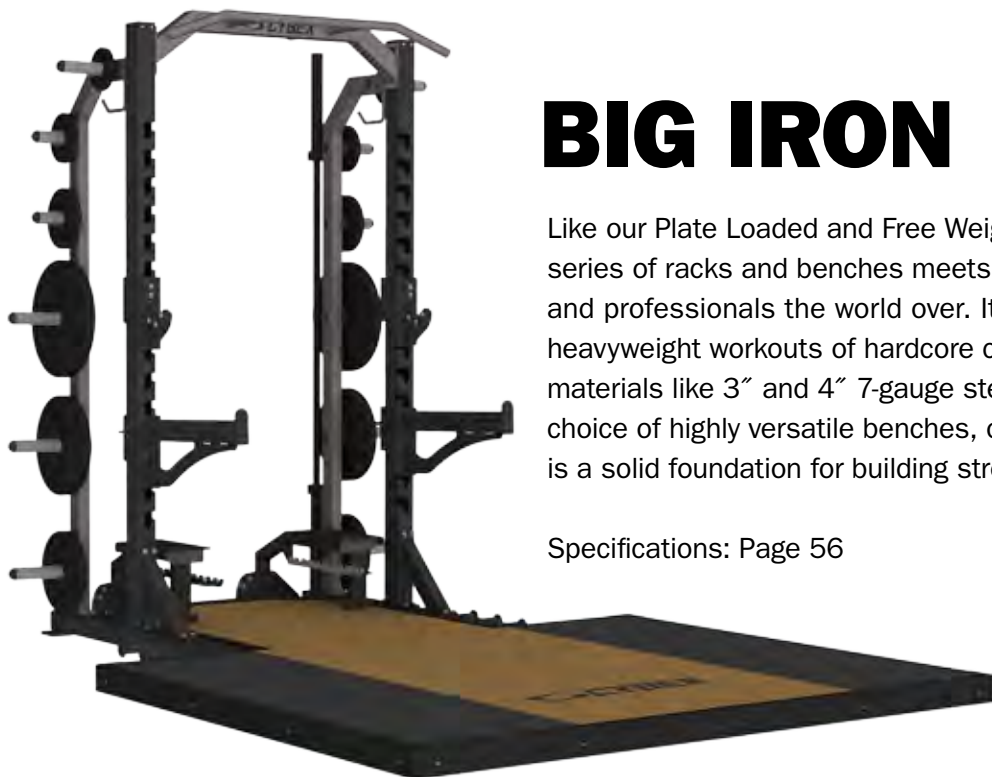 BIG IRON
Like our Plate Loaded and Free Wei
series of racks and benches meets
and professionals the world over. It
heavyweight workouts of hardcore
materials like 3″ and 4″ 7-gauge ste
choice of highly versatile benches,
is a solid foundation for building str
Specifications: Page 56